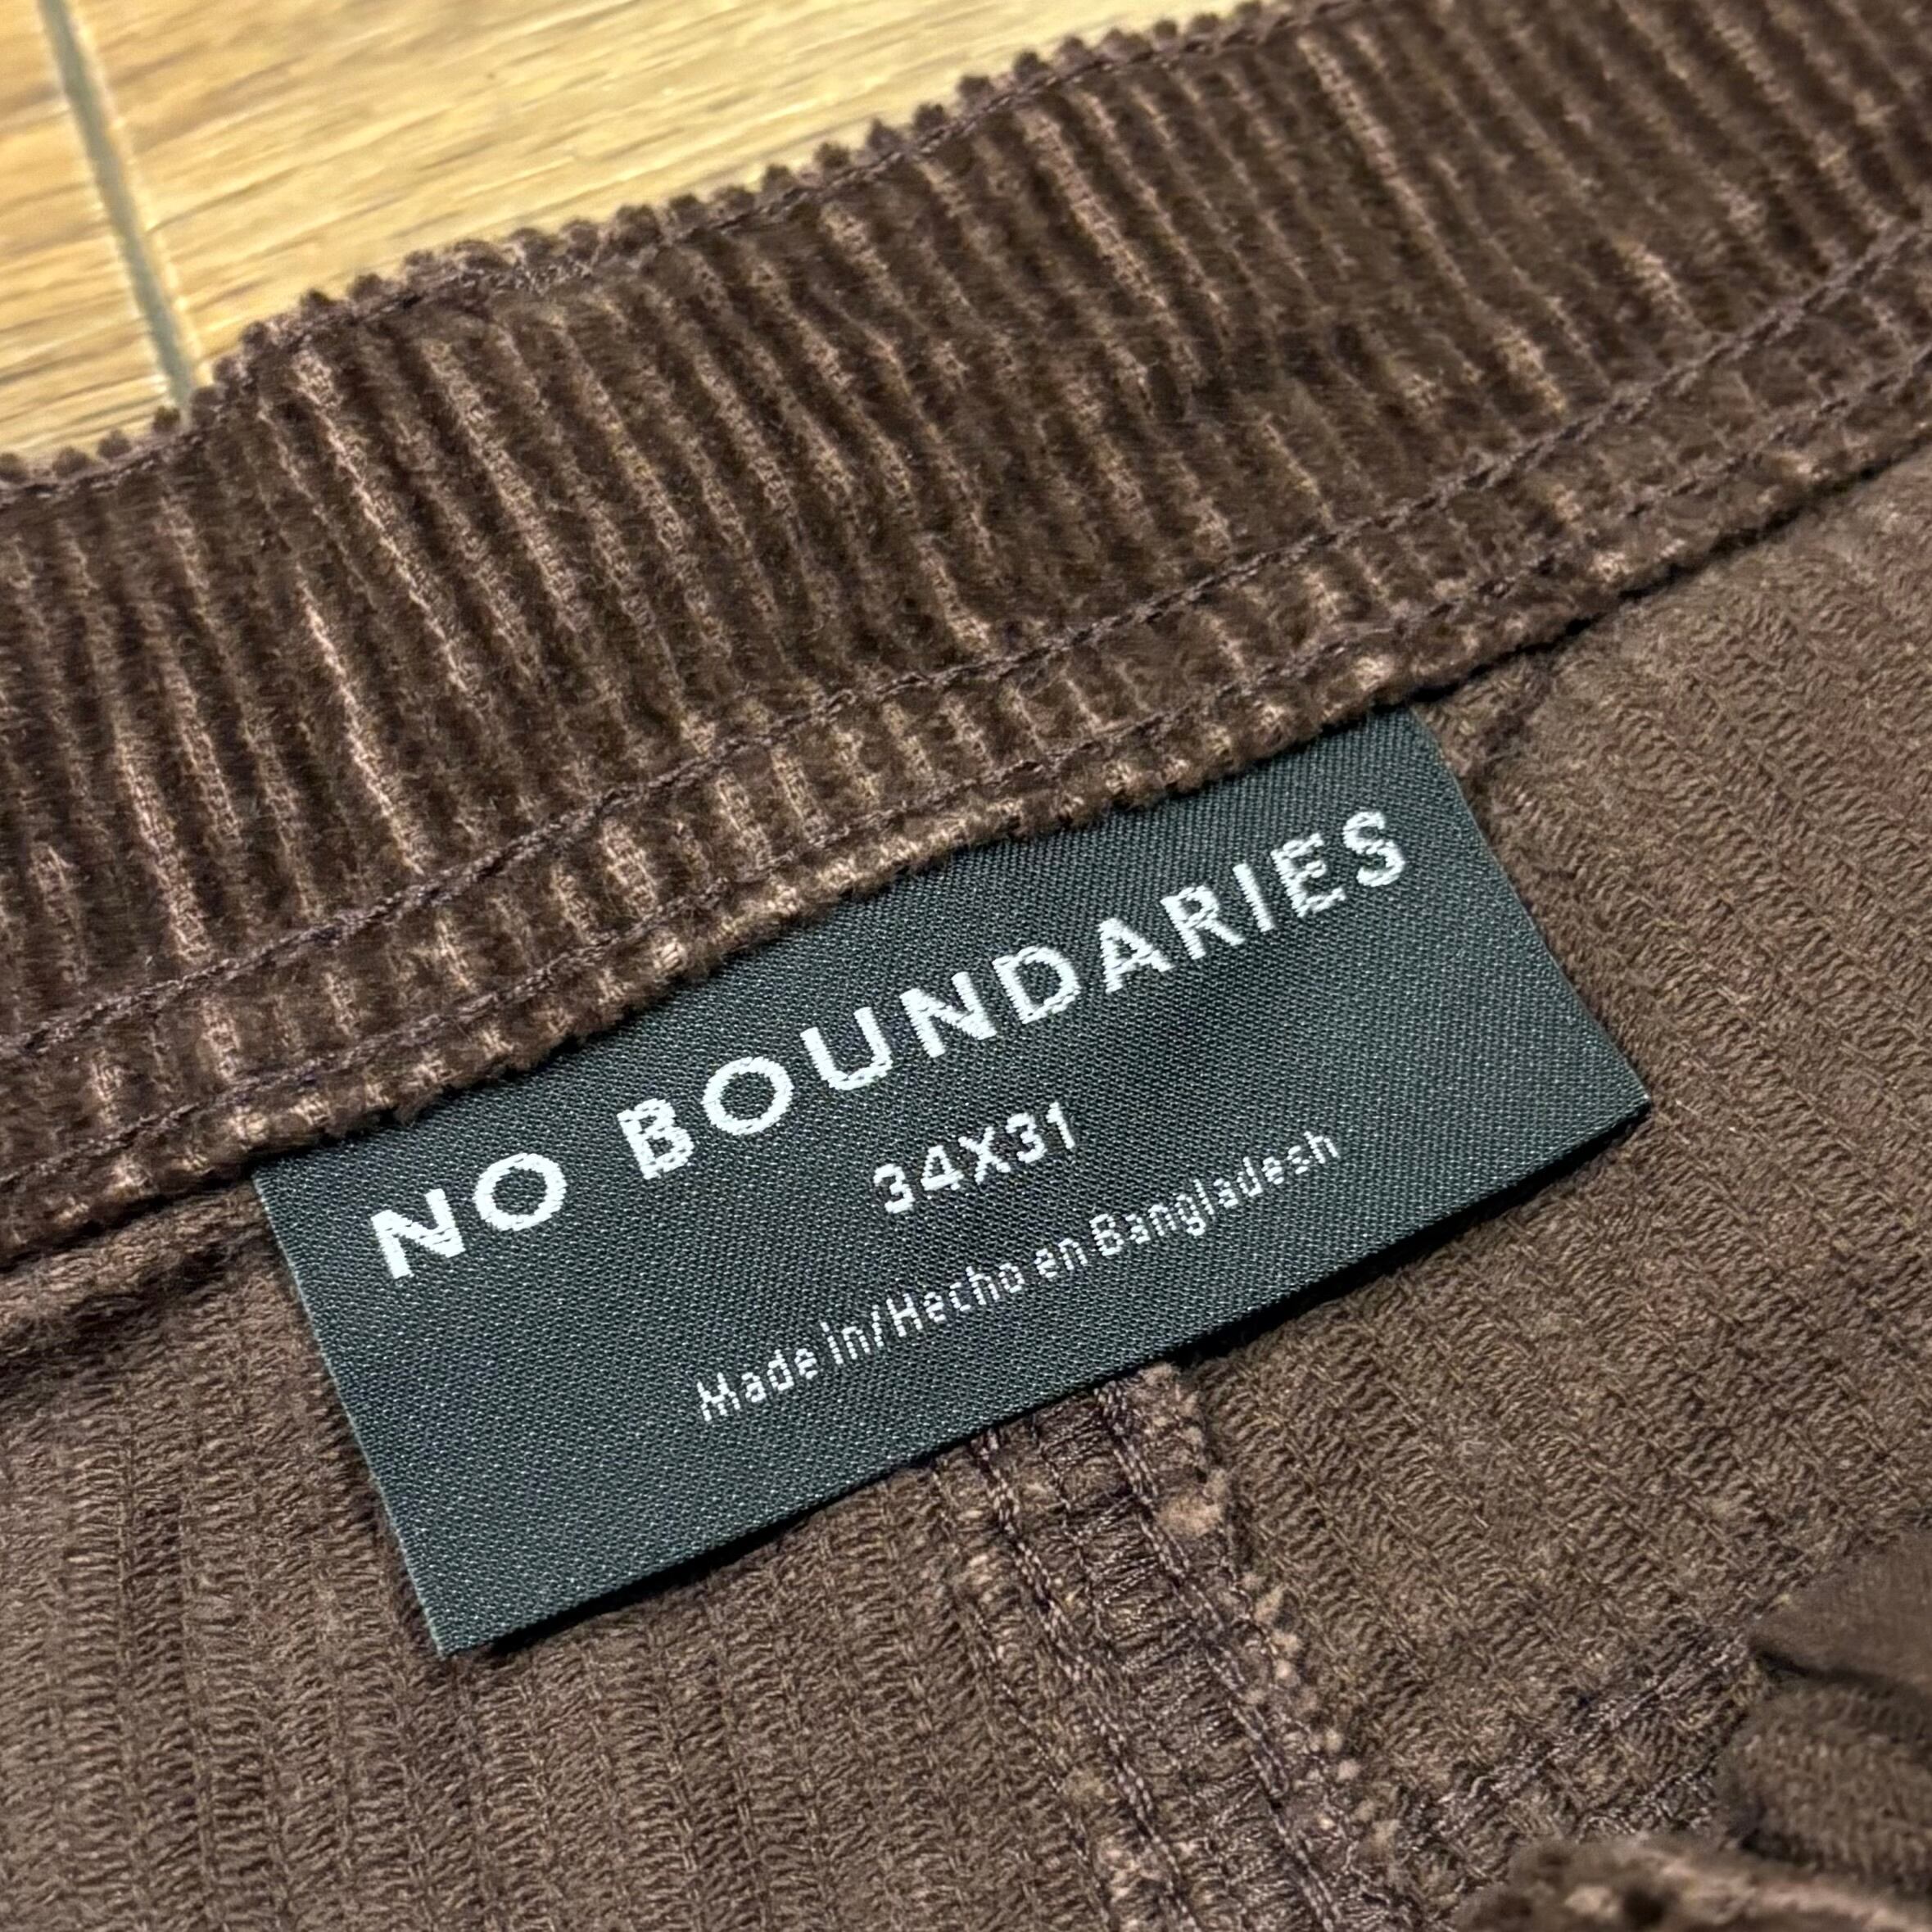 NO BOUNDARIES
34X31
Made in/Hecho en Bangladesh